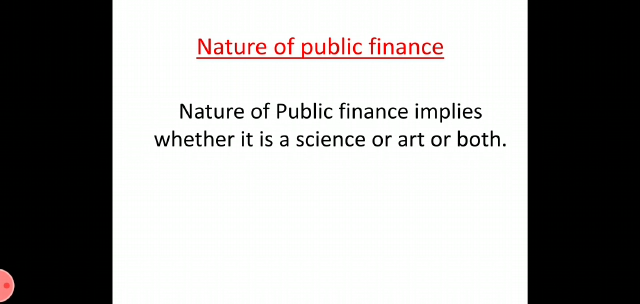 Nature of public finance
Nature of Public finance implies
whether it is a science or art or both.